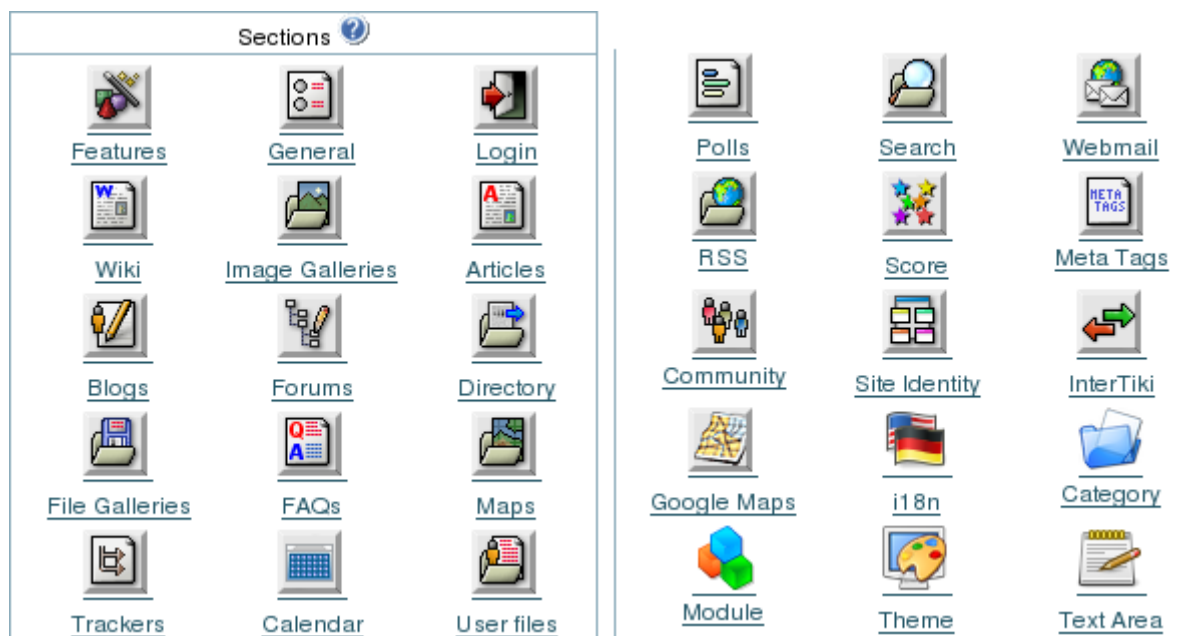 Sections ?
Features General Login
Wiki Image Galleries Articles
Blogs Forums Directory
File Galleries FAQs Maps
Trackers Calendar User files
Polls Search Webmail
META
TAGS
RSS Score Meta Tags
Community Site Identity InterTiki
Google Maps i18n Category
Module Theme Text Area
W
A
Q
A